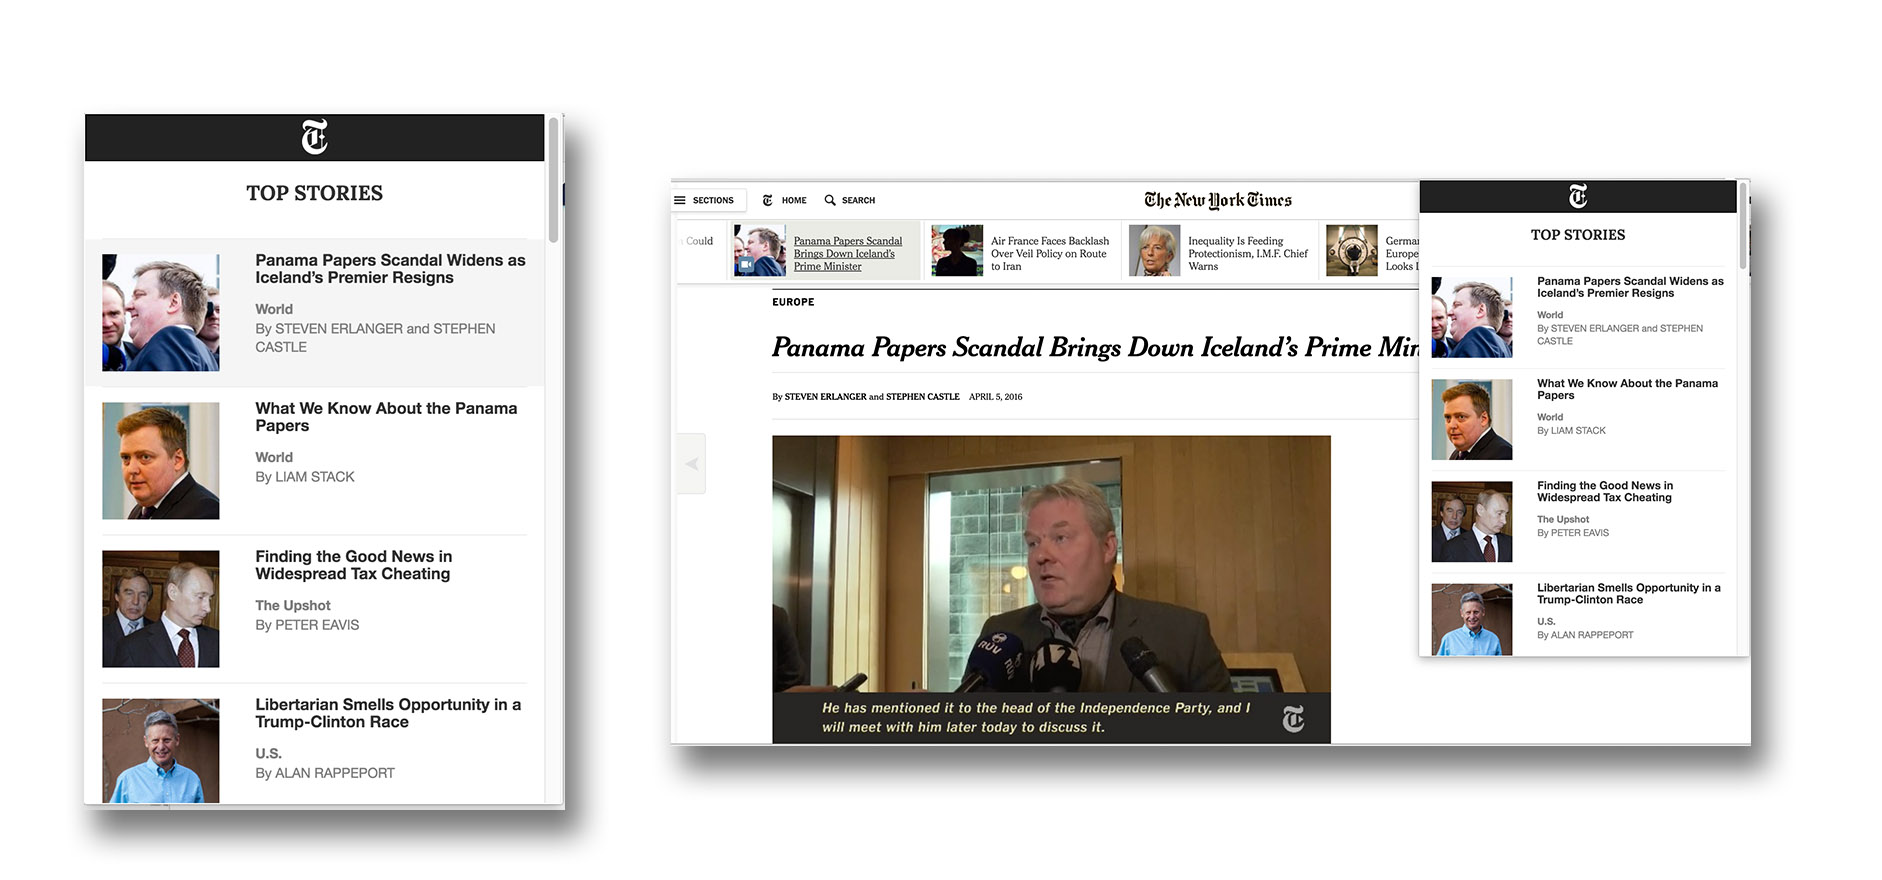 TOP STORIES
Panama Papers Scandal Widens as
Iceland's Premier Resigns
World
By STEVEN ERLANGER and STEPHEN
CASTLE
What We Know About the Panama
Papers
World
By LIAM STACK
Finding the Good News in
Widespread Tax Cheating
The Upshot
By PETER EAVIS
Libertarian Smells Opportunity in a
Trump-Clinton Race
U.S.
By ALAN RAPPEPORT
SECTIONS
HOME
SEARCH
The New York Times
Could
Panama Papers Scandal
Brings Down Iceland's
Prime Minister
Air France Faces Backlash
Over Veil Policy on Route
to Iran
Inequality Is Feeding
Protectionism, I.M.F. Chief
Warns
German
Europe
Looks
EUROPE
Panama Papers Scandal Brings Down Iceland's Prime Min
By STEVEN ERLANGER and STEPHEN CASTLE APRIL 5, 2016
RÚV
RÚV
12
He has mentioned it to the head of the Independence Party, and I
will meet with him later today to discuss it.
TOP STORIES
Panama Papers Scandal Widens as
Iceland's Premier Resigns
World
By STEVEN ERLANGER and STEPHEN
CASTLE
What We Know About the Panama
Papers
World
By LIAM STACK
Finding the Good News in
Widespread Tax Cheating
The Upshot
By PETER EAVIS
Libertarian Smells Opportunity in a
Trump-Clinton Race
U.S.
By ALAN RAPPEPORT